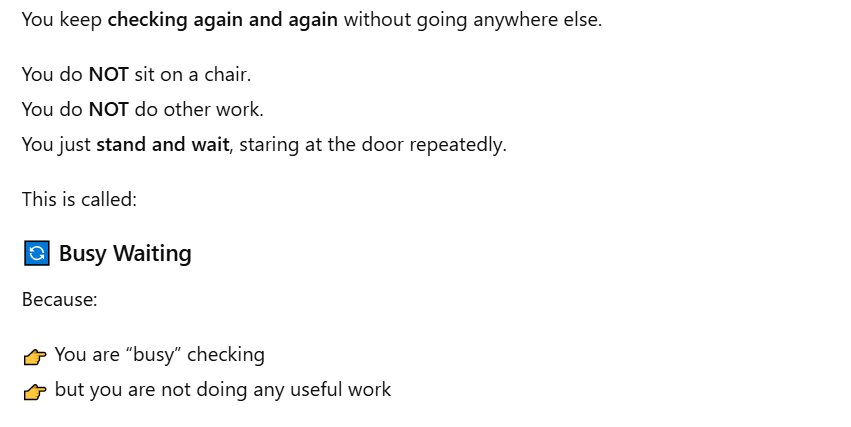 You keep checking again and again without going anywhere else.
You do NOT sit on a chair.
You do NOT do other work.
You just stand and wait, staring at the door repeatedly.
This is called:
🔄 Busy Waiting
Because:
👉 You are “busy” checking
👉 but you are not doing any useful work